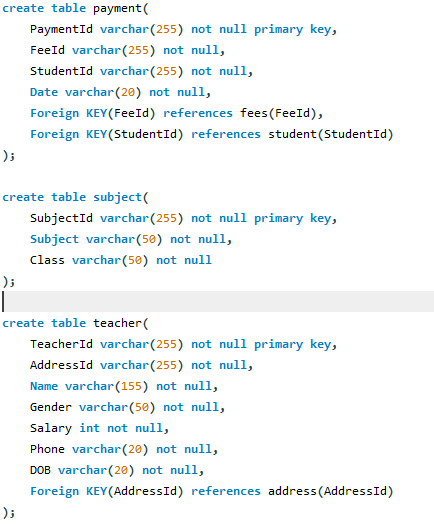 create table payment(
    PaymentId varchar(255) not null primary key,
    FeeId varchar(255) not null,
    StudentId varchar(255) not null,
    Date varchar(20) not null,
    Foreign KEY(FeeId) references fees(FeeId),
    Foreign KEY(StudentId) references student(StudentId)
);

create table subject(
    SubjectId varchar(255) not null primary key,
    Subject varchar(50) not null,
    Class varchar(50) not null
);

create table teacher(
    TeacherId varchar(255) not null primary key,
    AddressId varchar(255) not null,
    Name varchar(155) not null,
    Gender varchar(50) not null,
    Salary int not null,
    Phone varchar(20) not null,
    DOB varchar(20) not null,
    Foreign KEY(AddressId) references address(AddressId)
);